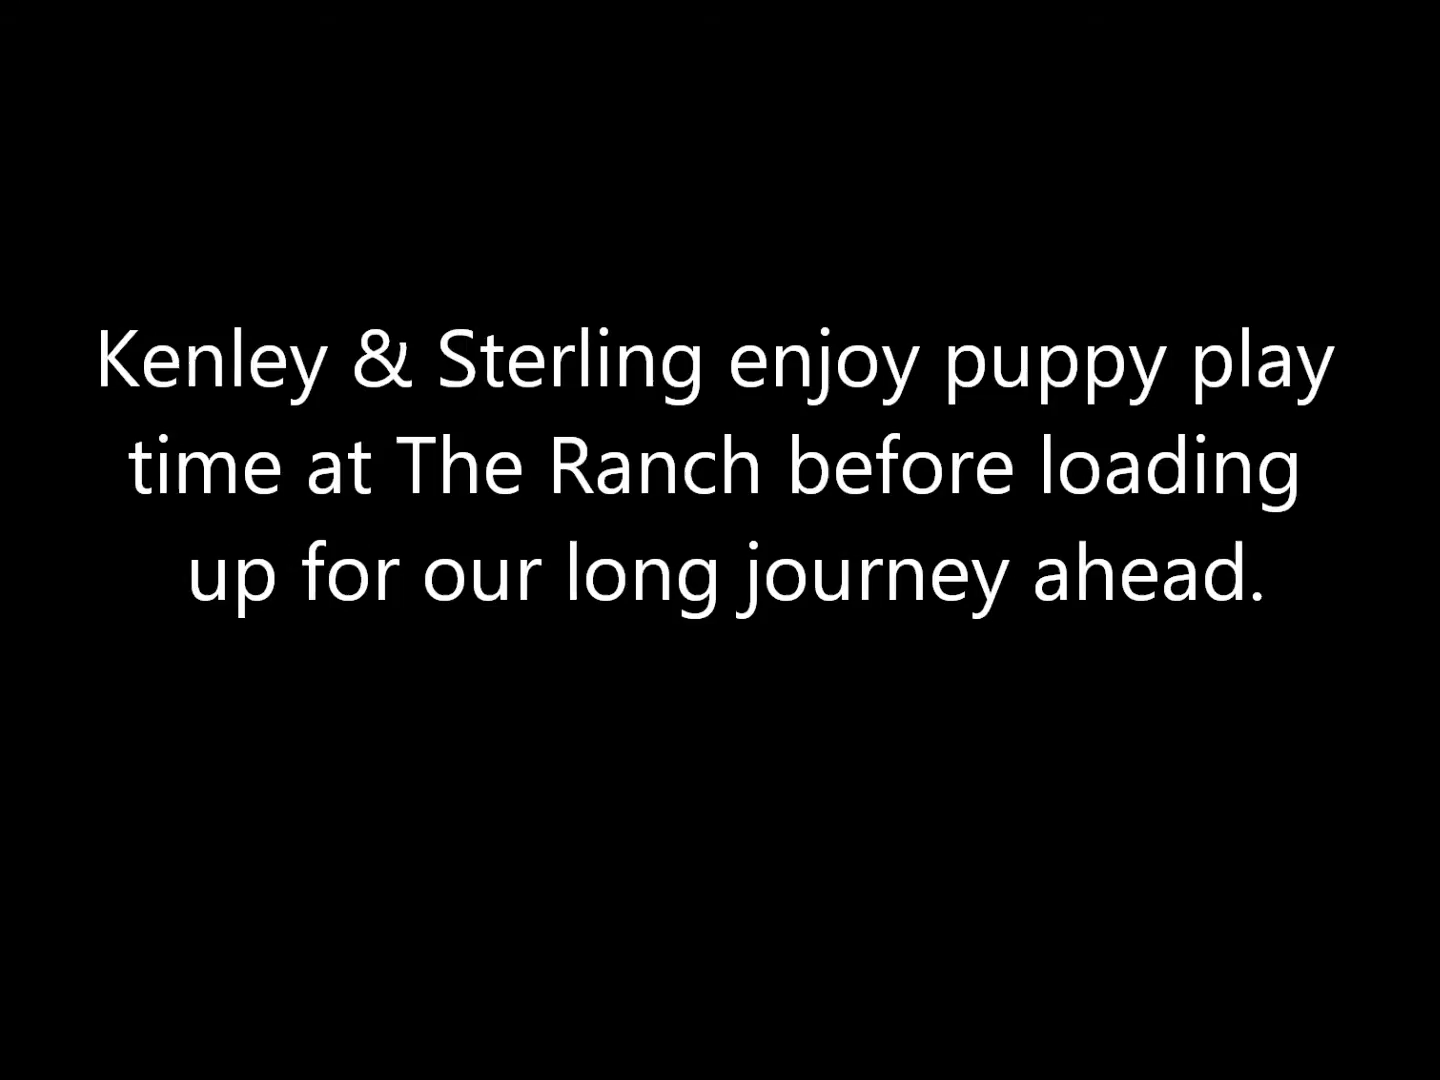 Kenley & Sterling enjoy puppy play
time at The Ranch before loading
up for our long journey ahead.